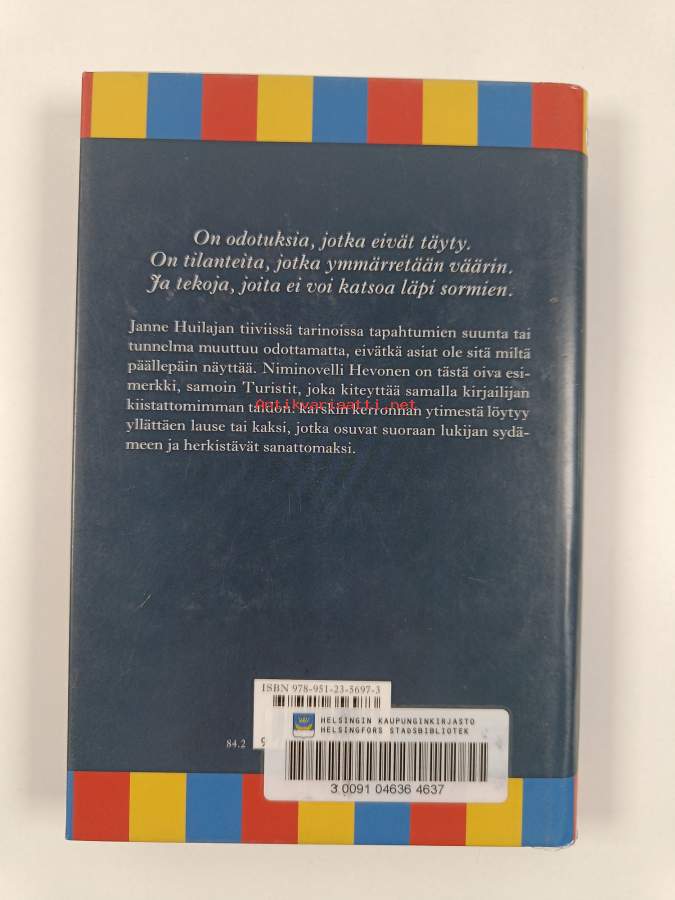 On odotuksia, jotka eivät täyty.
On tilanteita, jotka ymmärretään väärin.
Ja tekoja, joita ei voi katsoa läpi sormien.
Janne Huilajan tiiviissä tarinoissa tapahtumien suunta tai
tunnelma muuttuu odottamatta, eivätkä asiat ole sitä miltä
päällepäin näyttää. Niminovelli Hevonen on tästä oiva esi-
merkki, samoin Turistit, joka kiteyttää samalla kirjailijan
Antikvariaatti.net
kiistattomimman taidon: karskin kerronnan ytimestä löytyy
yllättäen lause tai kaksi, jotka osuvat suoraan lukijan sydä-
meen ja herkistävät sanattomaksi.
ISBN 978-951-23-5697-3
84.2
9
HELSINGIN KAUPUNGINKIRJASTO
HELSINGFORS STADSBIBLIOTEK
3 0091 04636 4637